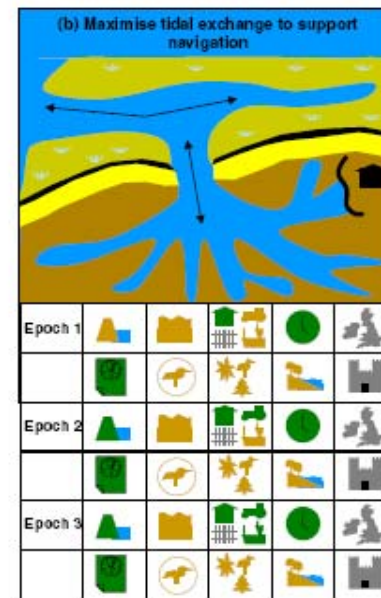 (b) Maximise tidal exchange to support
navigation
Epoch 1
Epoch 2
Epoch 3